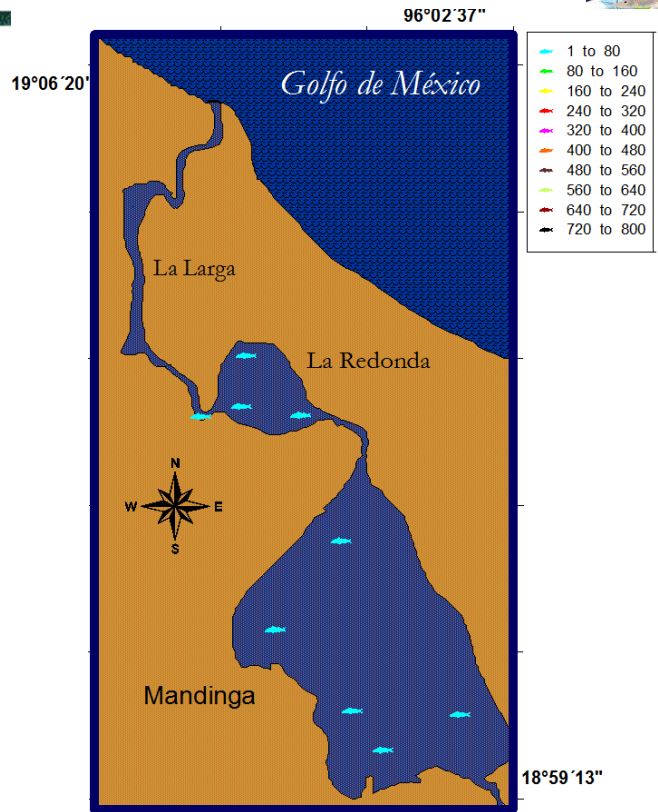 96°02´37"
19°06´20'
Golfo de México
1 to 80
80 to 160
160 to 240
240 to 320
320 to 400
400 to 480
480 to 560
560 to 640
640 to 720
720 to 800
La Larga
La Redonda
N
W E
S
Mandinga
18°59´13"